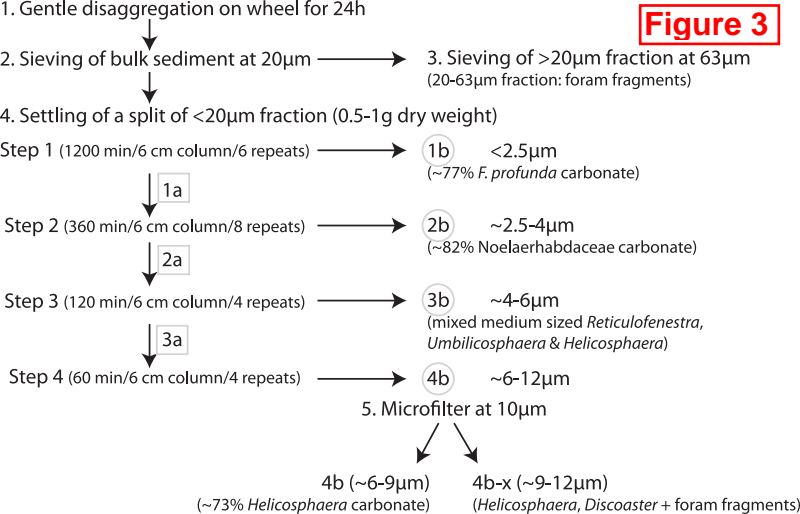 Figure 3
1. Gentle disaggregation on wheel for 24h
2. Sieving of bulk sediment at 20µm
3. Sieving of >20µm fraction at 63µm
(20-63µm fraction: foram fragments)
4. Settling of a split of <20µm fraction (0.5-1g dry weight)
Step 1 (1200 min/6 cm column/6 repeats)
1b <2.5µm
(~77% F. profunda carbonate)
1a
Step 2 (360 min/6 cm column/8 repeats)
2b ~2.5-4µm
(~82% Noelaerhabdaceae carbonate)
2a
Step 3 (120 min/6 cm column/4 repeats)
3b ~4-6µm
(mixed medium sized Reticulofenestra,
Umbilicosphaera & Helicosphaera)
3a
Step 4 (60 min/6 cm column/4 repeats)
4b ~6-12µm
5. Microfilter at 10µm
4b (~6-9µm)
(~73% Helicosphaera carbonate)
4b-x (~9-12µm)
(Helicosphaera, Discoaster + foram fragments)